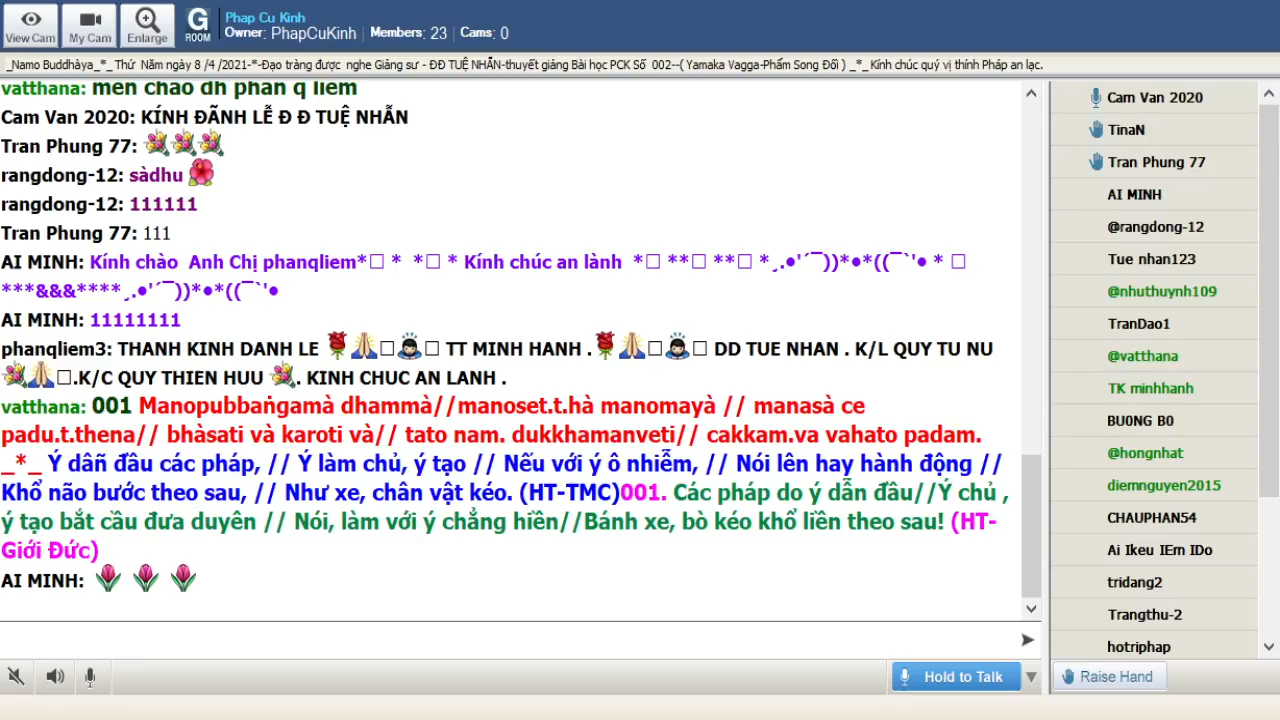 View Cam
My Cam
Enlarge
G
ROOM
Phap Cu Kinh
Owner: PhapCuKinh Members: 23 Cams: 0
_Namo Buddhàya_*_ Thứ Năm ngày 8 /4 /2021-*-Đạo tràng được nghe Giảng sư - ĐĐ TUỆ NHẪN-thuyết giảng Bài học PCK Số 002--( Yamaka Vagga-Phẩm Song Đối ) _*_Kính chúc quý vị thính Pháp an lạc.
vatthana: men chao dh phan q liem
Cam Van 2020: KÍNH ĐÃNH LỄ Đ Đ TUỆ NHẪN
Tran Phung 77:
rangdong-12: sàdhu
rangdong-12: 111111
Tran Phung 77: 111
AI MINH: Kính chào Anh Chị phanqliem*□ * *□ * Kính chúc an lành *□ **□ **□ *¸.•'´¯))*•*((¯`'• * □
***&&&****¸.•'´¯))*•*((¯`'•
AI MINH: 11111111
phanqliem3: THANH KINH DANH LE 🌹🙏□🙇□ TT MINH HANH .🌹🙏□🙇□ DD TUE NHAN . K/L QUY TU NU
💐🙏□.K/C QUY THIEN HUU 💐. KINH CHUC AN LANH .
vatthana: 001 Manopubbaṅgamà dhammà//manoset.t.hà manomayà // manasà ce
padu.t.thena// bhàsati và karoti và// tato nam. dukkhamanveti// cakkam.va vahato padam.
_*_ Ý dẫn đầu các pháp, // Ý làm chủ, ý tạo // Nếu với ý ô nhiễm, // Nói lên hay hành động //
Khổ não bước theo sau, // Như xe, chân vật kéo. (HT-TMC)001. Các pháp do ý dẫn đầu//Ý chủ ,
ý tạo bắt cầu đưa duyên // Nói, làm với ý chẳng hiền//Bánh xe, bò kéo khổ liền theo sau! (HT-
Giới Đức)
AI MINH:
Hold to Talk
Cam Van 2020
TinaN
Tran Phung 77
AI MINH
@rangdong-12
Tue nhan123
@nhuthuynh109
TranDao1
@vatthana
TK minhhanh
BU0NG B0
@hongnhat
diemnguyen2015
CHAUPHAN54
Ai Ikeu IEm IDo
tridang2
Trangthu-2
hotriphap
Raise Hand